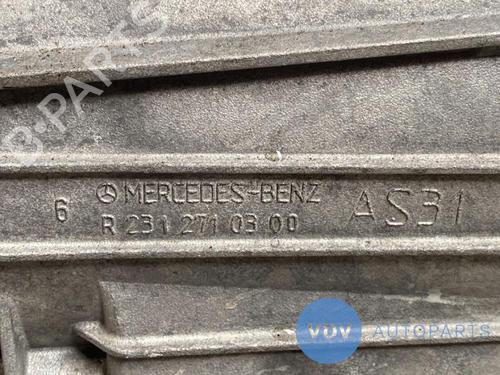 B-PARTS
6 MERCEDES-BENZ AS31
R 231 271 03 00
VDV AUTOPARTS